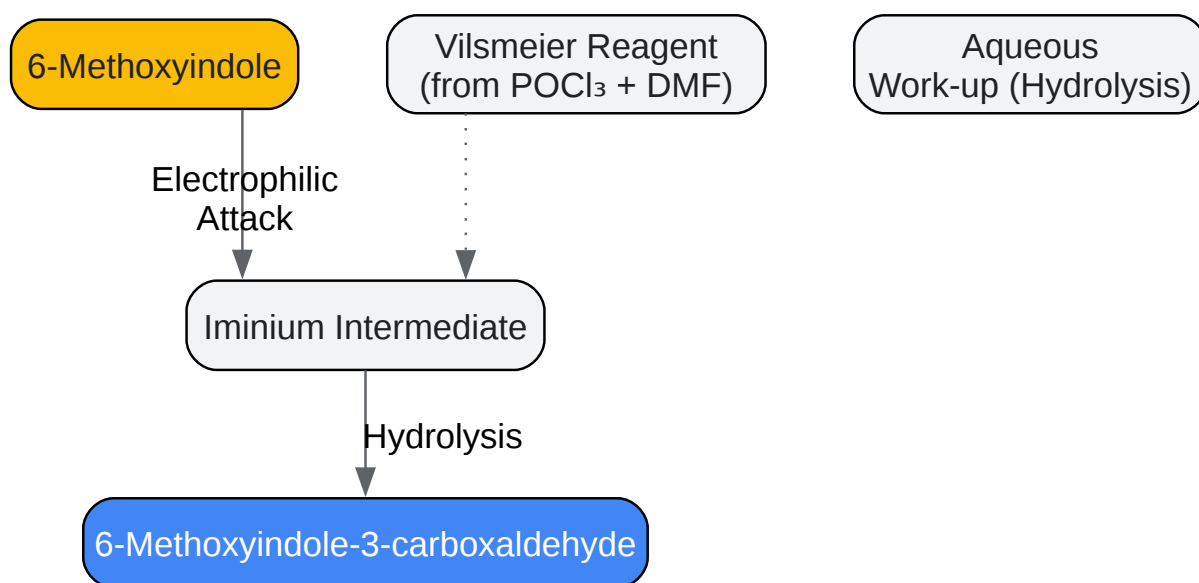 6-Methoxyindole
Vilsmeier Reagent
(from POCl₃ + DMF)
Aqueous
Work-up (Hydrolysis)
Electrophilic
Attack
Iminium Intermediate
Hydrolysis
6-Methoxyindole-3-carboxaldehyde